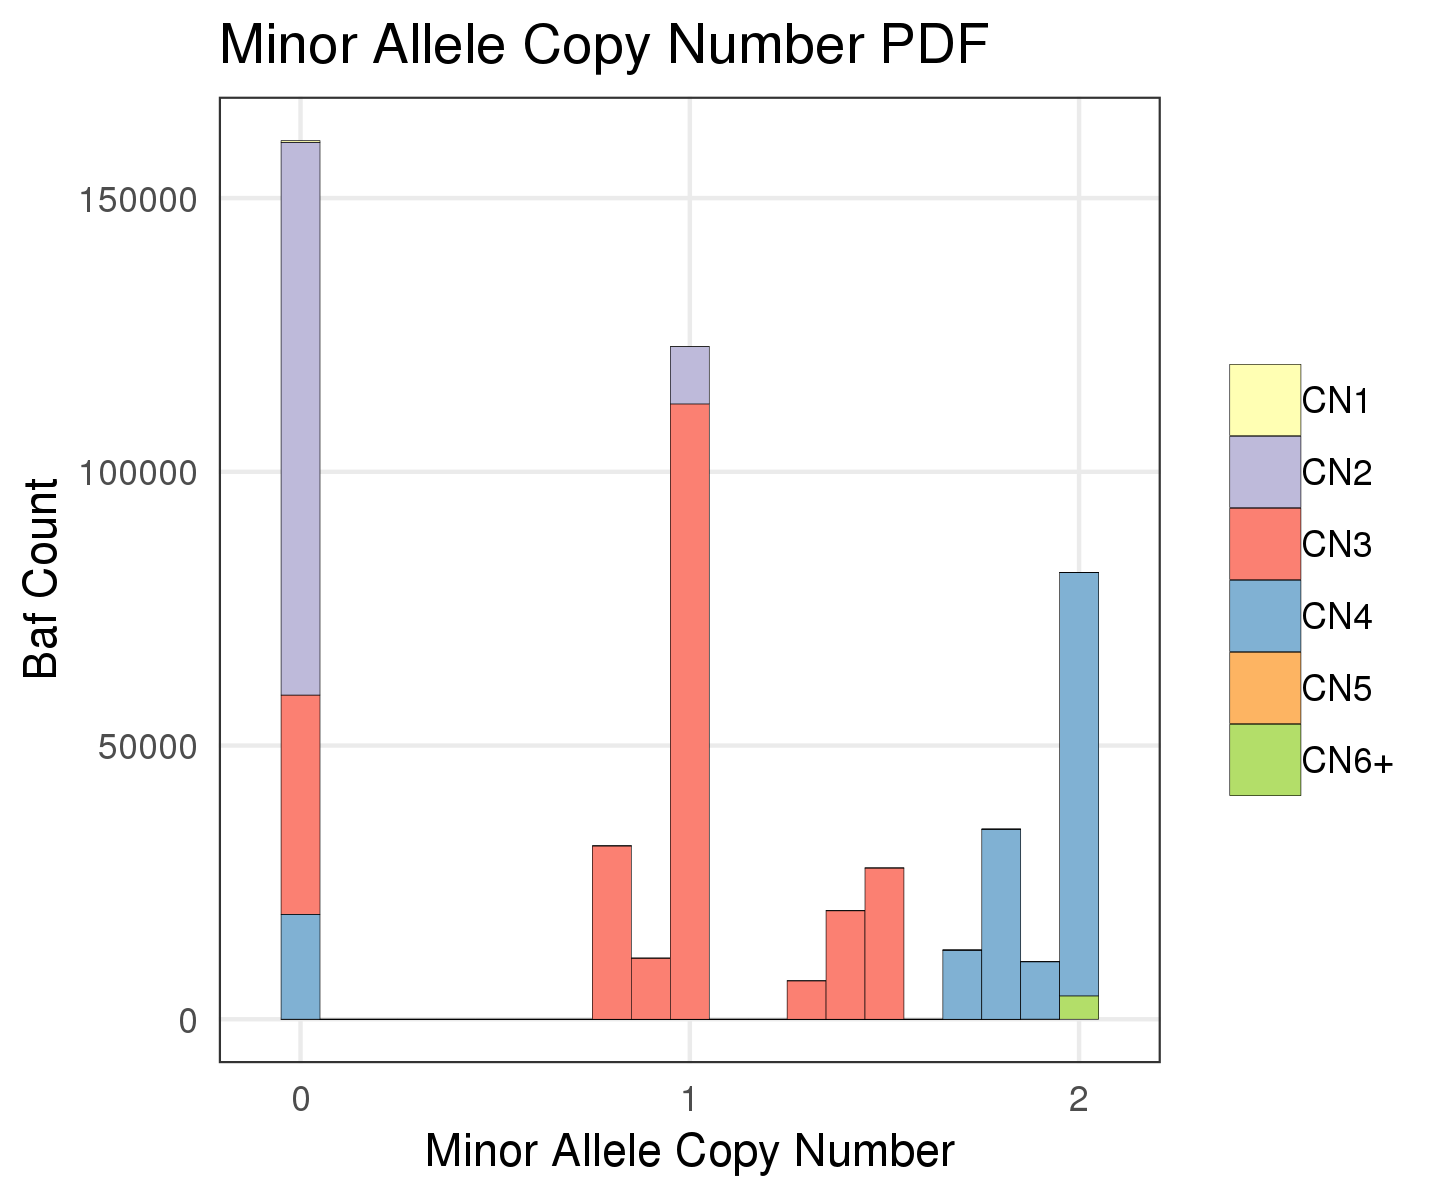 Minor Allele Copy Number PDF
150000
100000
50000
0
Baf Count
0 1 2
Minor Allele Copy Number
CN1
CN2
CN3
CN4
CN5
CN6+